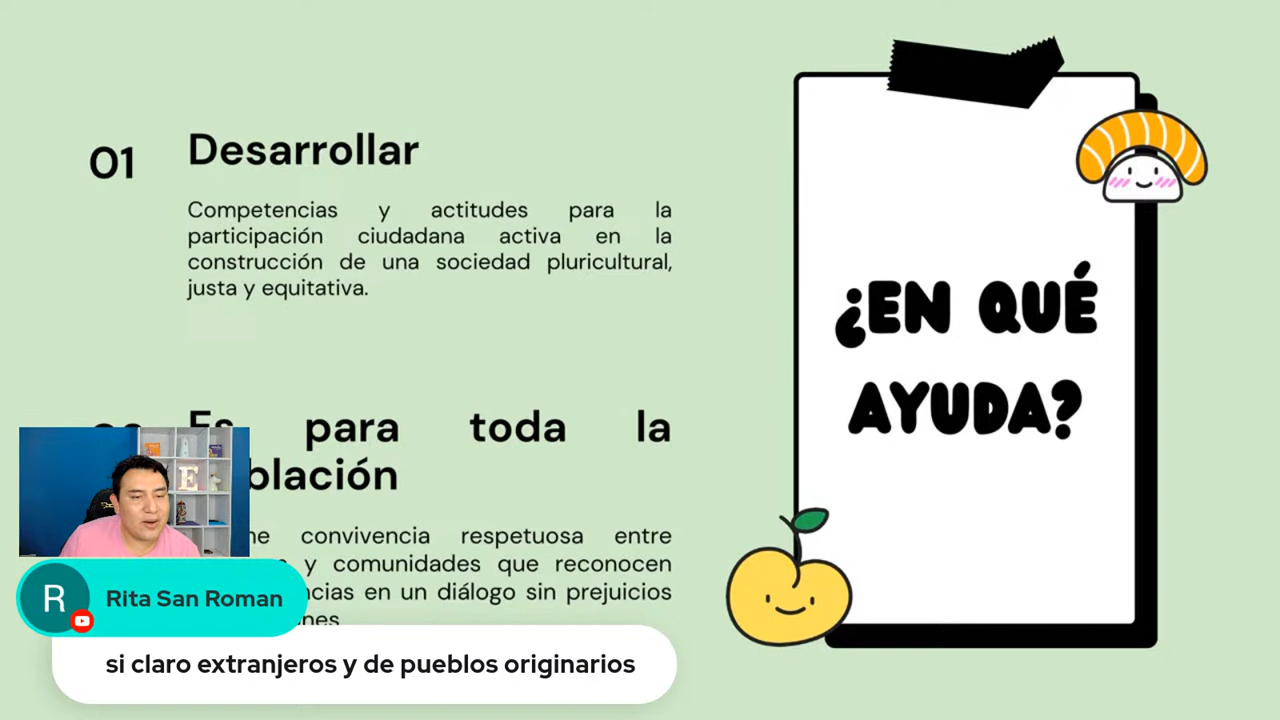 01
Desarrollar
Competencias y actitudes para la
participación ciudadana activa en la
construcción de una sociedad pluricultural,
justa y equitativa.
Es para toda la
blación
convivencia respetuosa entre
y comunidades que reconocen
en un diálogo sin prejuicios
¿EN QUÉ
AYUDA?
E
R
Rita San Roman
si claro extranjeros y de pueblos originarios